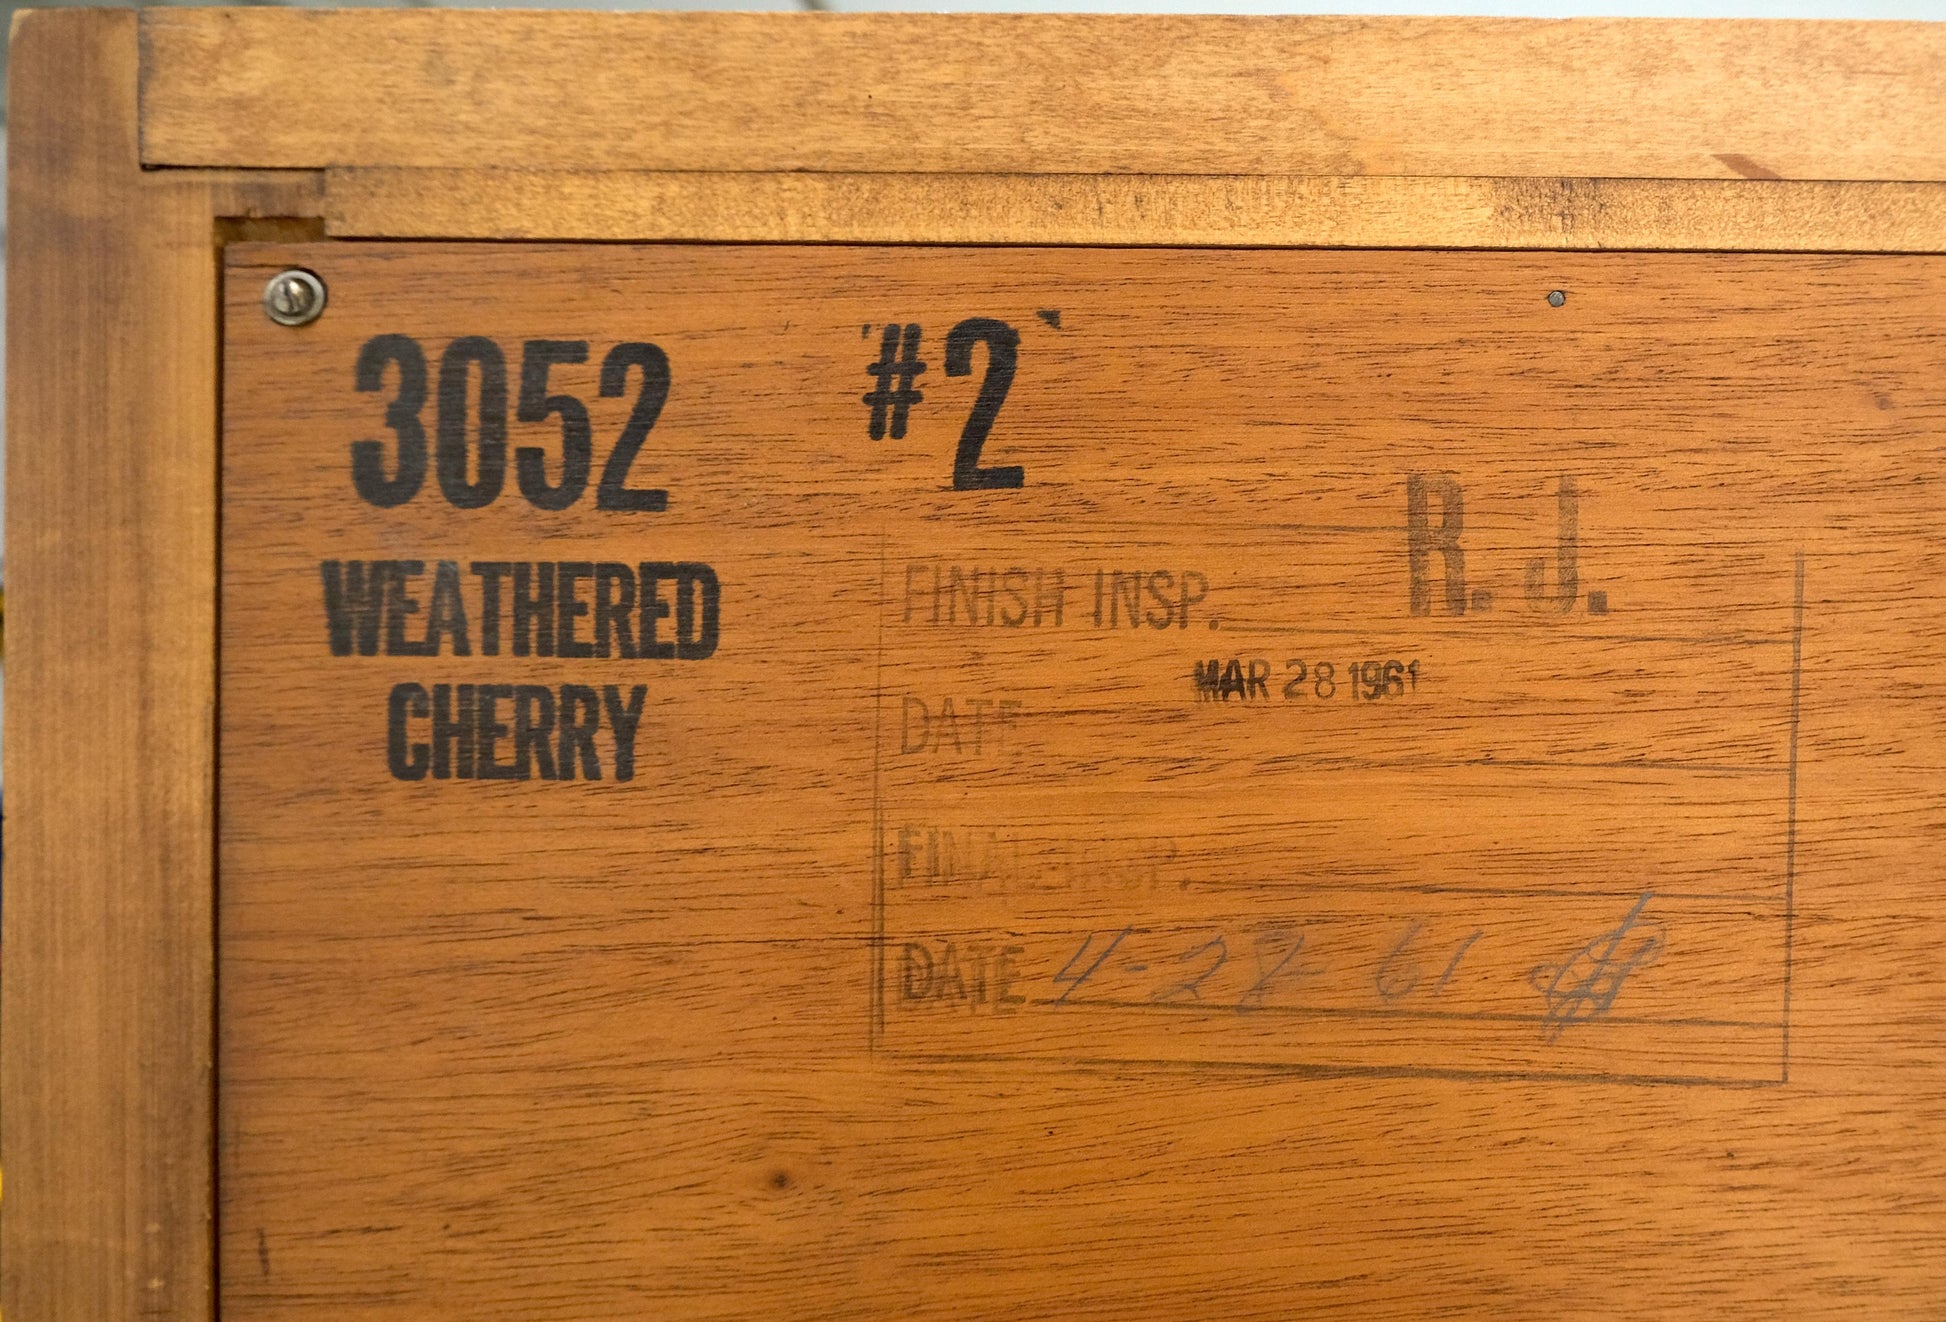 3052 #2
WEATHERED
CHERRY
R. J.
FINISH INSP.
MAR 28 1961
DATE
FINAL INSP.
DATE 4-28-61